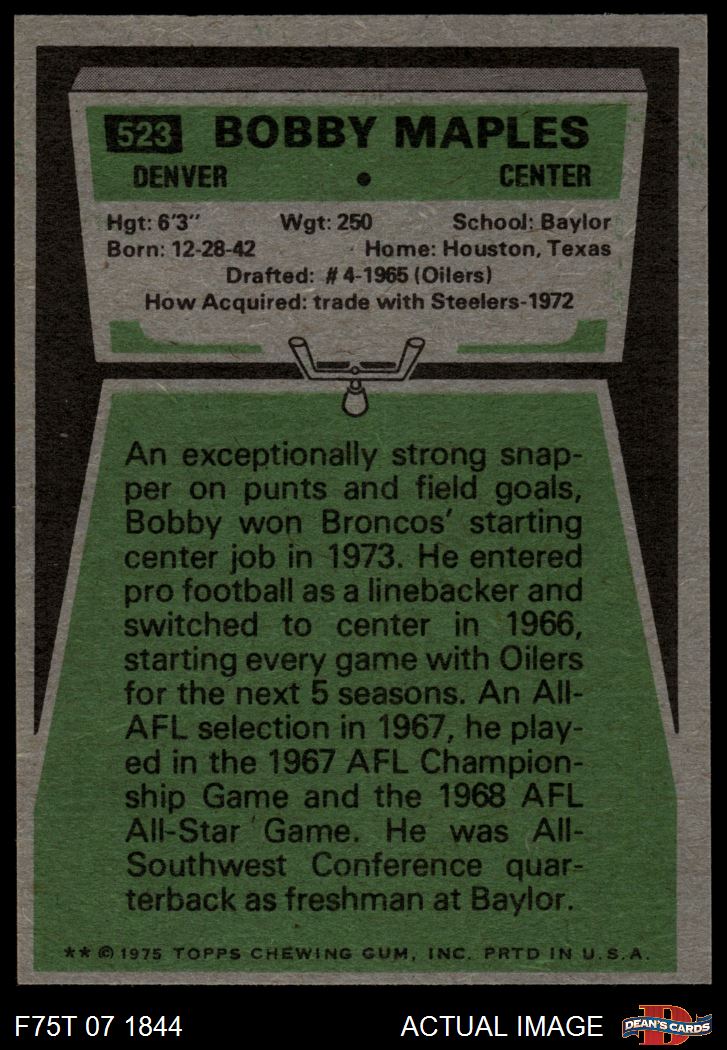 523 BOBBY MAPLES
DENVER • CENTER
Hgt: 6'3" Wgt: 250 School: Baylor
Born: 12-28-42 Home: Houston, Texas
Drafted: #4-1965 (Oilers)
How Acquired: trade with Steelers-1972
An exceptionally strong snap-
per on punts and field goals,
Bobby won Broncos' starting
center job in 1973. He entered
pro football as a linebacker and
switched to center in 1966,
starting every game with Oilers
for the next 5 seasons. An All-
AFL selection in 1967, he play-
ed in the 1967 AFL Champion-
ship Game and the 1968 AFL
All-Star Game. He was All-
Southwest Conference quar-
terback as freshman at Baylor.
** © 1975 TOPPS CHEWING GUM, INC. PRTD IN U.S.A.
F75T 07 1844 ACTUAL IMAGE D DEAN'S CARDS